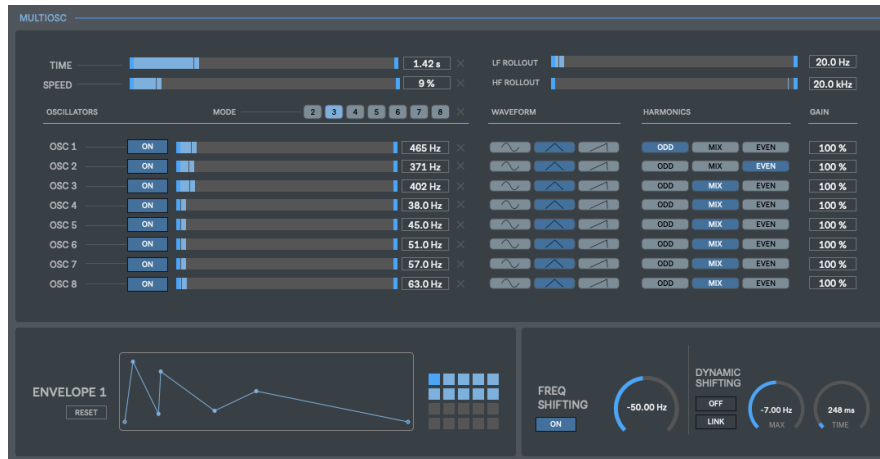 MULTIOSC
TIME 1.42 s LF ROLLOUT 20.0 Hz
SPEED 9 % HF ROLLOUT 20.0 kHz
OSCILLATORS MODE 2 3 4 5 6 7 8 WAVEFORM HARMONICS GAIN
OSC 1 ON 465 Hz ODD MIX EVEN 100 %
OSC 2 ON 371 Hz ODD MIX EVEN 100 %
OSC 3 ON 402 Hz ODD MIX EVEN 100 %
OSC 4 ON 38.0 Hz ODD MIX EVEN 100 %
OSC 5 ON 45.0 Hz ODD MIX EVEN 100 %
OSC 6 ON 51.0 Hz ODD MIX EVEN 100 %
OSC 7 ON 57.0 Hz ODD MIX EVEN 100 %
OSC 8 ON 63.0 Hz ODD MIX EVEN 100 %
ENVELOPE 1
RESET
FREQ
SHIFTING
ON
-50.00 Hz
DYNAMIC
SHIFTING
OFF
LINK
-7.00 Hz
MAX
248 ms
TIME